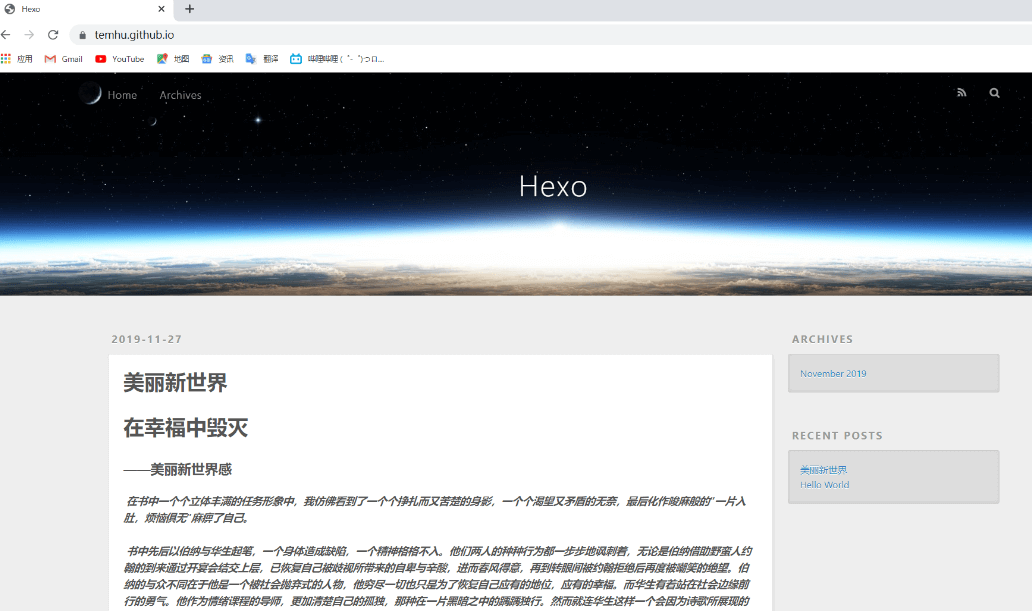 Hexo
temhu.github.io
应用 Gmail YouTube 地图 资讯 翻译 哔哩哔哩 ( ゜- ゜)つロ...
Home Archives
Hexo
2019-11-27
美丽新世界
在幸福中毁灭
——美丽新世界感
在书中一个个立体丰满的任务形象中，我仿佛看到了一个个挣扎而又苦楚的身影，一个个渴望又矛盾的无奈，最后化作唆麻般的“一片入
肚，烦恼俱无”麻痹了自己。
书中先后以伯纳与华生起笔，一个身体造成缺陷，一个精神格格不入。他们两人的种种行为都一步步地讽刺着，无论是伯纳借助野蛮人约
翰的到来通过开宴会结交上层，已恢复自己被歧视所带来的自卑与辛酸，进而春风得意，再到转眼间被约翰拒绝后再度被嘲笑的绝望。伯
纳的与众不同在于他是一个被社会抛弃式的人物，他穷尽一切也只是为了恢复自己应有的地位，应有的幸福。而华生有着站在社会边缘前
行的勇气。他作为情绪课程的导师，更加清楚自己的孤独，那种在一片黑暗之中的踽踽独行。然而就连华生这样一个会因为诗歌所展现的
ARCHIVES
November 2019
RECENT POSTS
美丽新世界
Hello World